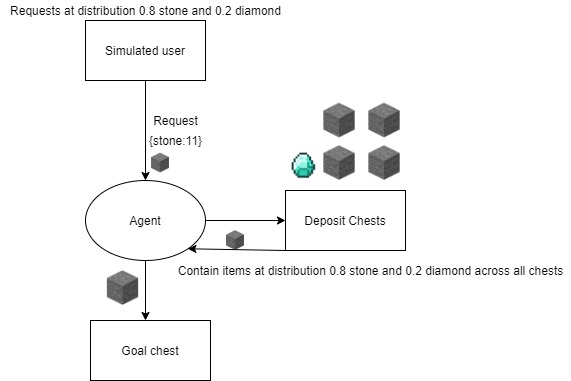 Requests at distribution 0.8 stone and 0.2 diamond
Simulated user
Request
{stone:11}
Agent
Deposit Chests
Contain items at distribution 0.8 stone and 0.2 diamond across all chests
Goal chest